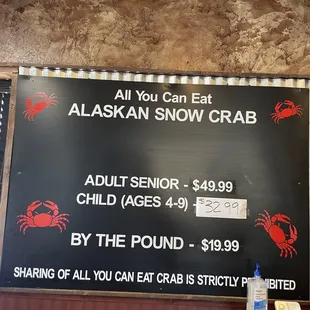 All You Can Eat
ALASKAN SNOW CRAB
ADULT SENIOR - $49.99
CHILD (AGES 4-9) - $32.99
BY THE POUND - $19.99
SHARING OF ALL YOU CAN EAT CRAB IS STRICTLY PROHIBITED